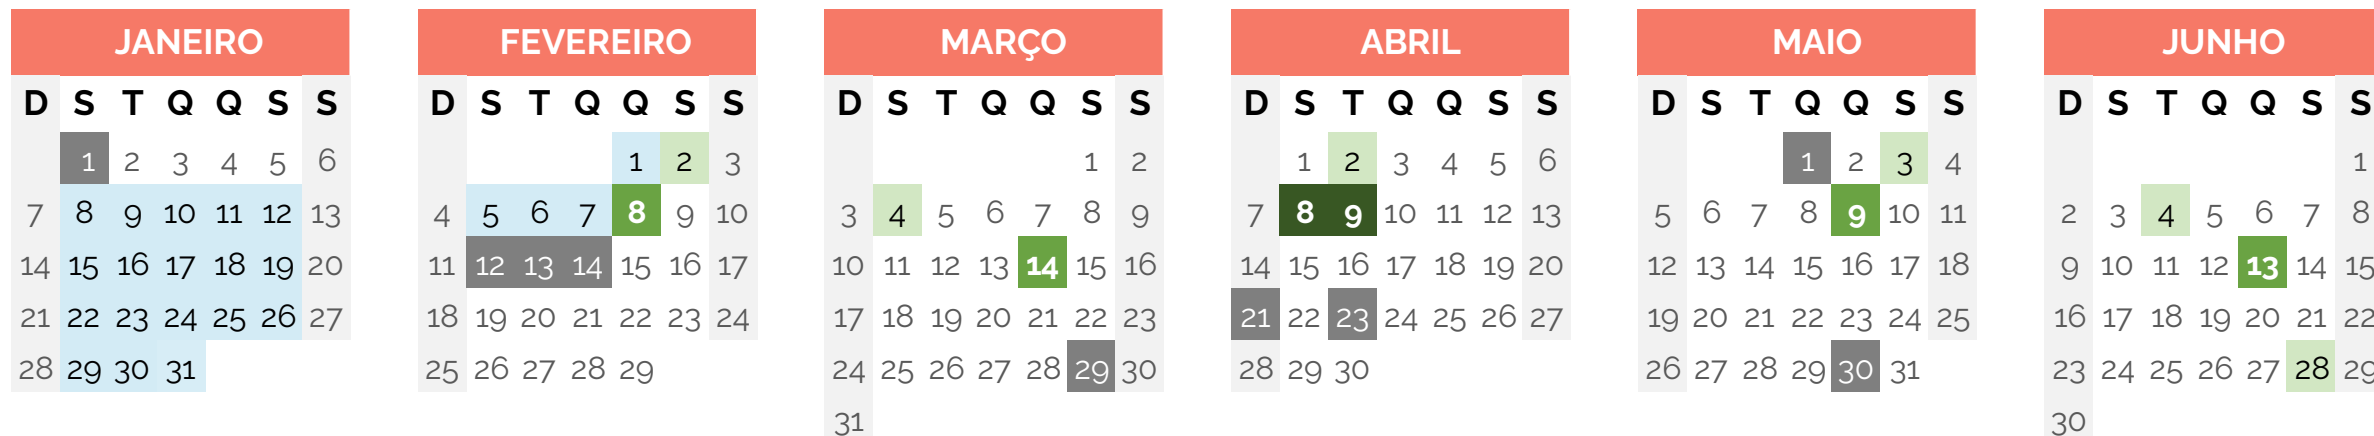 JANEIRO FEVEREIRO MARÇO ABRIL MAIO JUNHO
D S T Q Q S S D S T Q Q S S D S T Q Q S S D S T Q Q S S D S T Q Q S S D S T Q Q S S
1 2 3 4 5 6 1 2 3 1 2 1 2 3 4 5 6 1 2 3 4 1
7 8 9 10 11 12 13 4 5 6 7 8 9 10 3 4 5 6 7 8 9 7 8 9 10 11 12 13 5 6 7 8 9 10 11 2 3 4 5 6 7 8
14 15 16 17 18 19 20 11 12 13 14 15 16 17 10 11 12 13 14 15 16 14 15 16 17 18 19 20 12 13 14 15 16 17 18 9 10 11 12 13 14 15
21 22 23 24 25 26 27 18 19 20 21 22 23 24 17 18 19 20 21 22 23 21 22 23 24 25 26 27 19 20 21 22 23 24 25 16 17 18 19 20 21 22
28 29 30 31 25 26 27 28 29 24 25 26 27 28 29 30 28 29 30 26 27 28 29 30 31 23 24 25 26 27 28 29
31 30